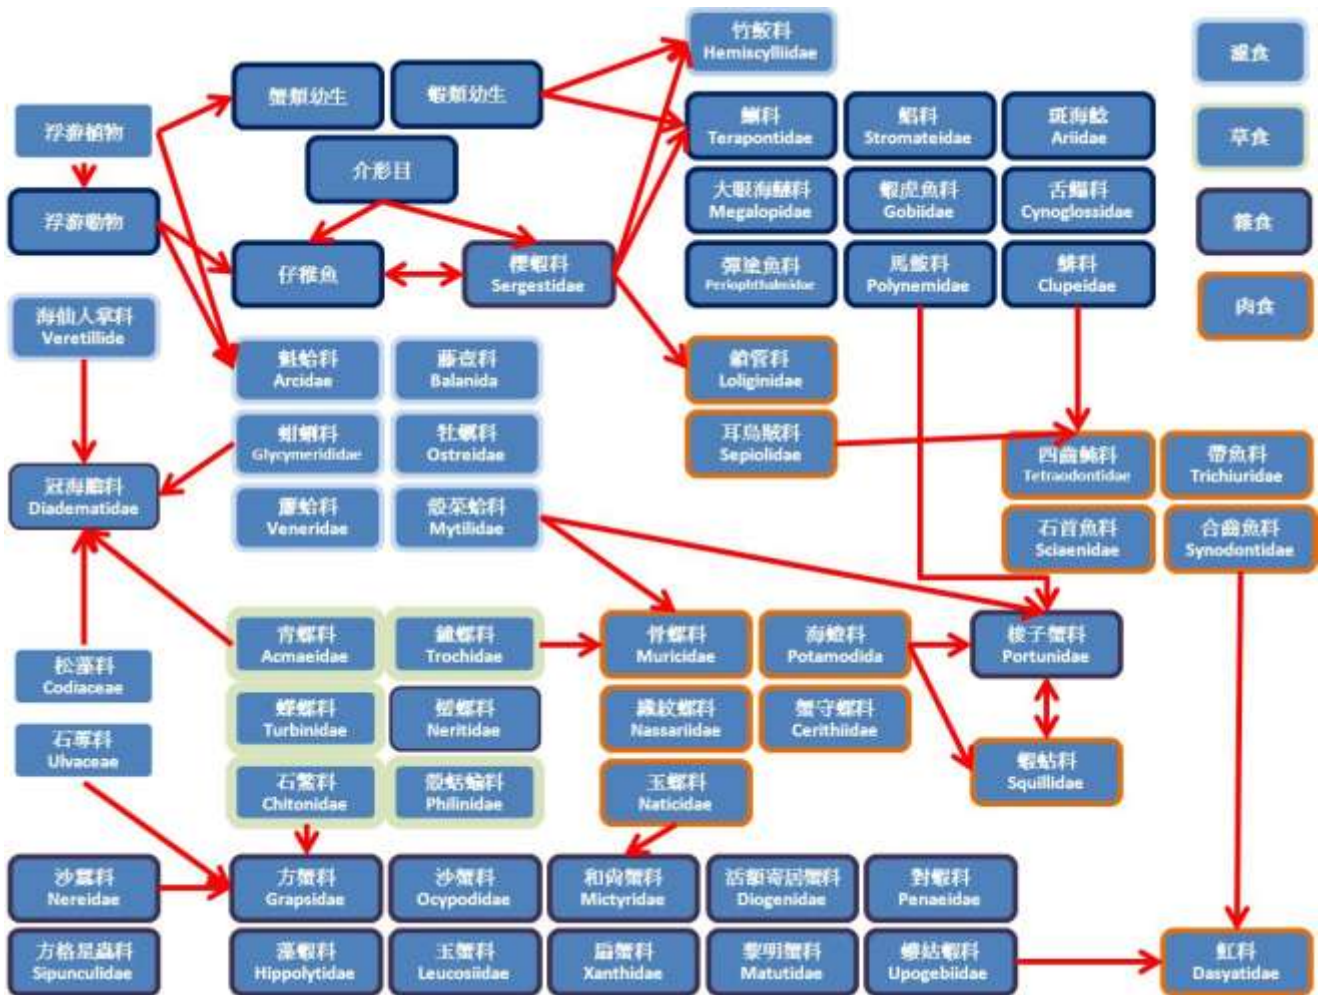 竹鮫科
Hemiscylliidae
濾食
蟹類幼生
蝦類幼生
浮游植物
鯻科
Terapontidae
鯧科
Stromateidae
斑海鯰
Ariidae
草食
介形目
浮游動物
大眼海鰱科
Megalopidae
蝦虎魚科
Gobiidae
舌鰨科
Cynoglossidae
雜食
仔稚魚
櫻蝦科
Sergestidae
彈塗魚科
Periophthalmidae
馬鮁科
Polynemidae
鯡科
Clupeidae
肉食
海仙人掌科
Veretillide
魁蛤科
Arcidae
藤壺科
Balanida
鎖管科
Loliginidae
蚶蜊科
Glycymerididae
牡蠣科
Ostreidae
耳烏賊科
Sepiolidae
四齒魨科
Tetraodontidae
帶魚科
Trichiuridae
冠海膽科
Diadematidae
簾蛤科
Veneridae
殼菜蛤科
Mytilidae
石首魚科
Sciaenidae
合齒魚科
Synodontidae
松藻科
Codiaceae
青螺科
Acmaeidae
鐘螺科
Trochidae
骨螺科
Muricidae
海蜷科
Potamodida
梭子蟹科
Portunidae
石蓴科
Ulvaceae
蠑螺科
Turbinidae
蜑螺科
Neritidae
織紋螺科
Nassariidae
蟹守螺科
Cerithiidae
蝦蛄科
Squillidae
石鱉科
Chitonidae
殼蛞蝓科
Philinidae
玉螺科
Naticidae
沙蠶科
Nereidae
方蟹科
Grapsidae
沙蟹科
Ocypodidae
和尚蟹科
Mictyridae
活額寄居蟹科
Diogenidae
對蝦科
Penaeidae
方格星蟲科
Sipunculidae
藻蝦科
Hippolytidae
玉蟹科
Leucosiidae
扇蟹科
Xanthidae
黎明蟹科
Matutidae
螻蛄蝦科
Upogebiidae
魟科
Dasyatidae